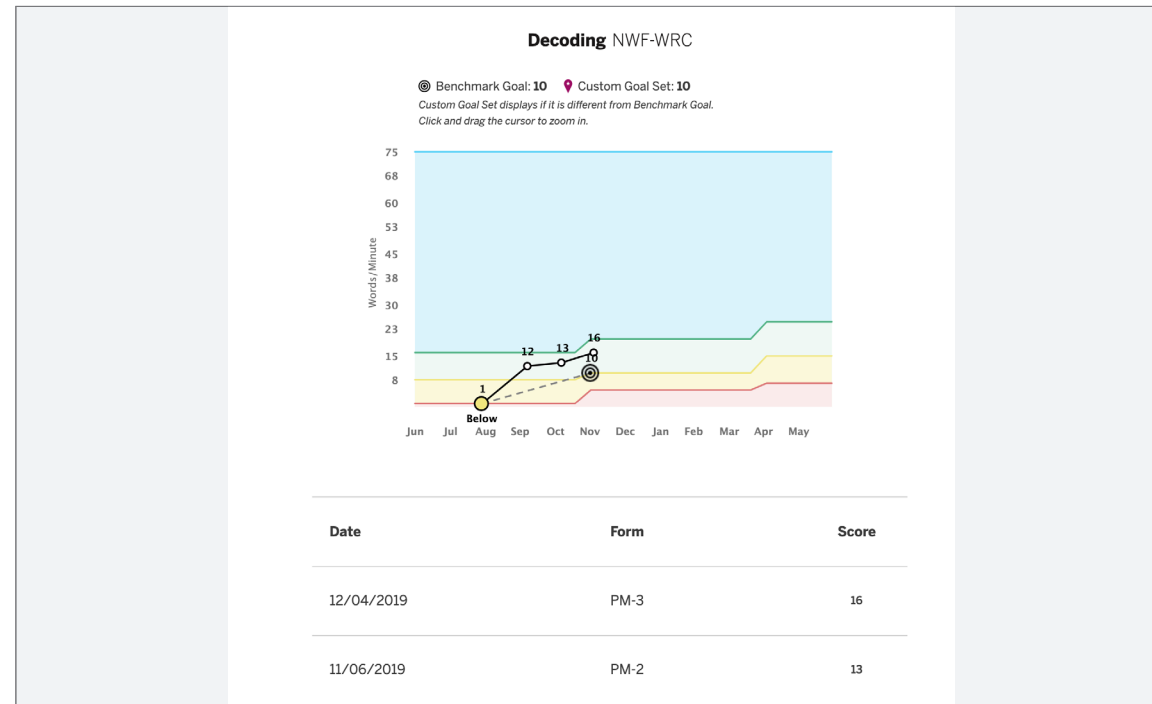 Decoding NWF-WRC
Benchmark Goal: 10 Custom Goal Set: 10
Custom Goal Set displays if it is different from Benchmark Goal.
Click and drag the cursor to zoom in.
75
68
60
53
45
38
30
23
15
8
Words/Minute
1
12
13
16
10
Below
Jun Jul Aug Sep Oct Nov Dec Jan Feb Mar Apr May
Date Form Score
12/04/2019 PM-3 16
11/06/2019 PM-2 13